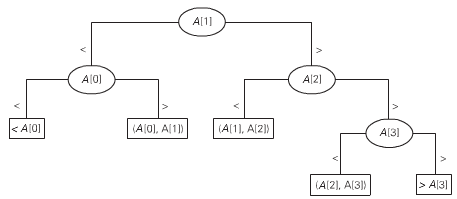 A[1]
< >
A[0] A[2]
< > < >
< A[0] (A[0], A[1]) (A[1], A[2]) A[3]
< >
(A[2], A[3]) > A[3]